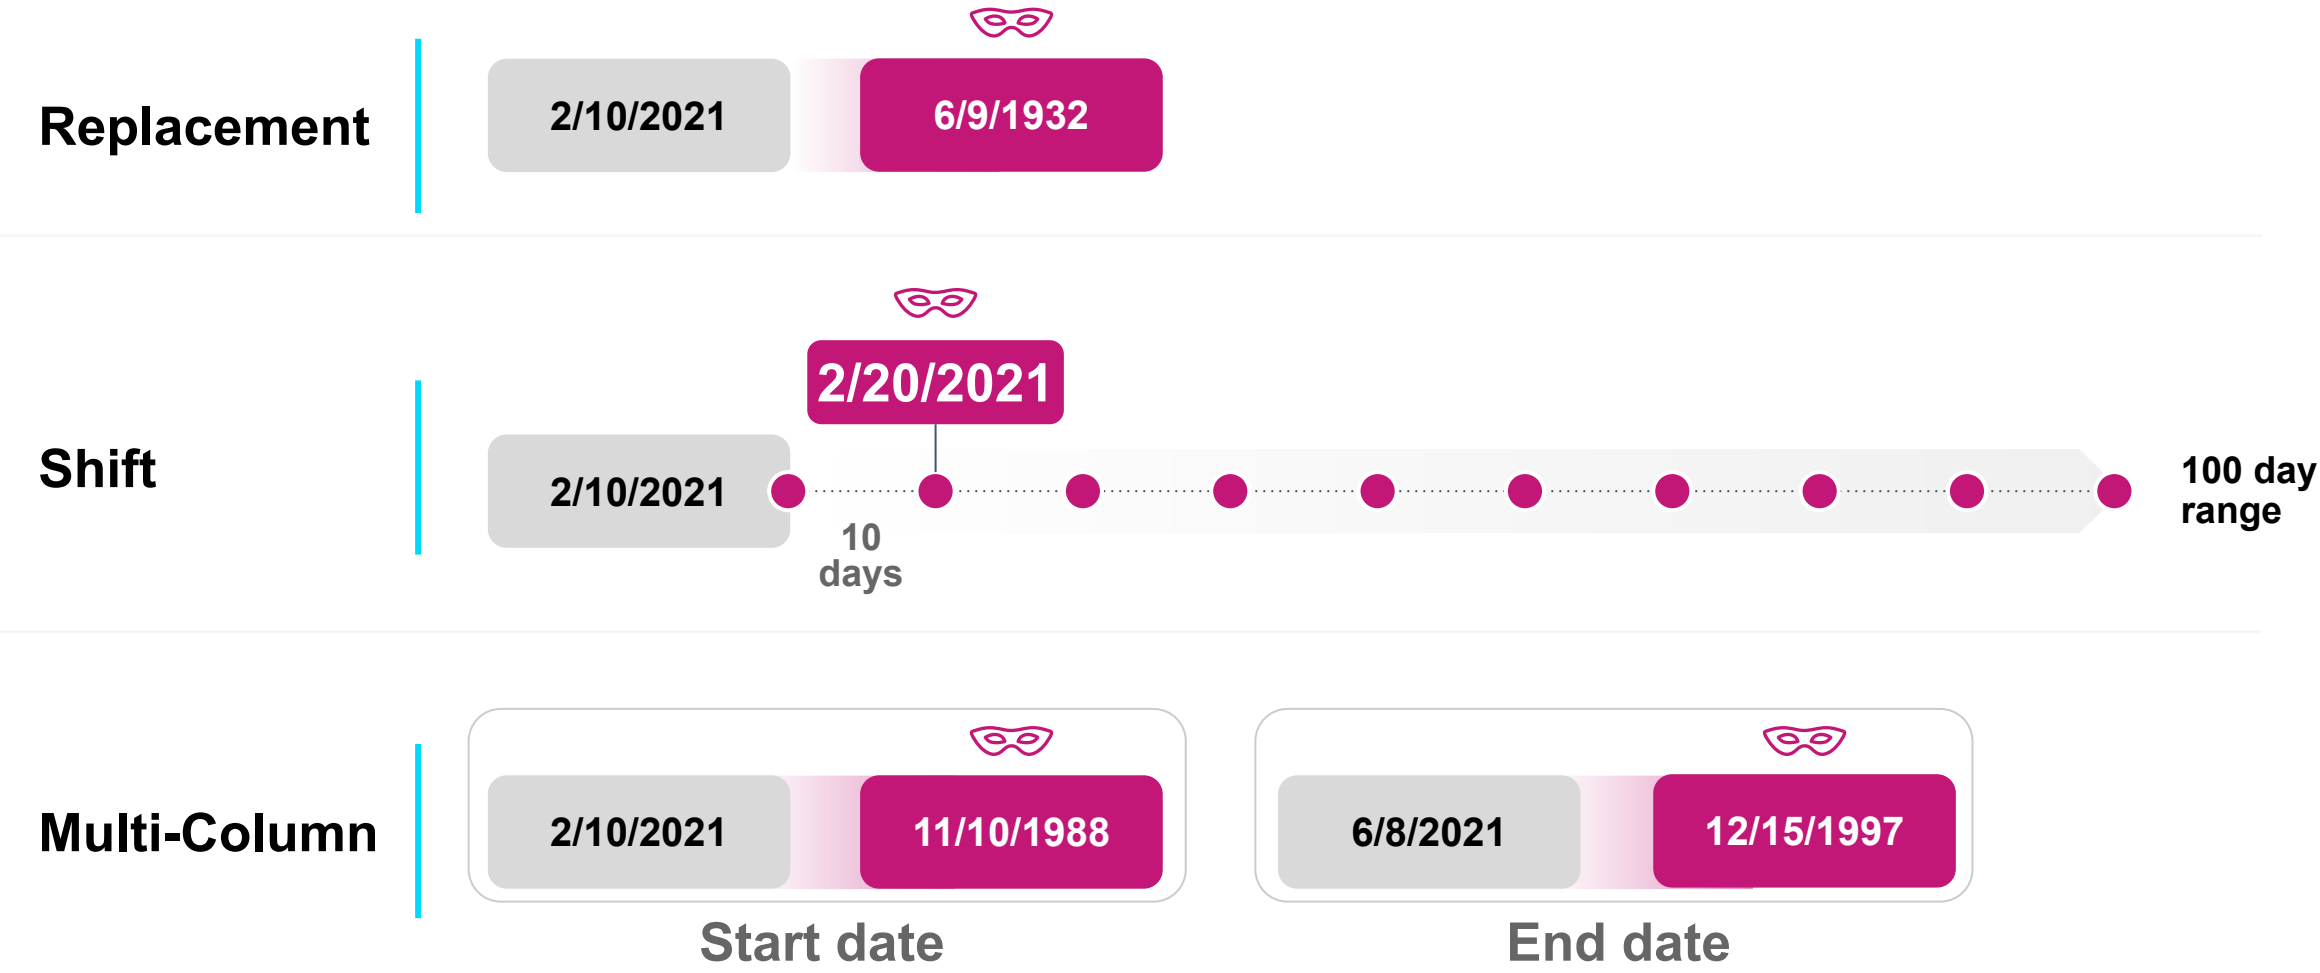 Replacement
2/10/2021
6/9/1932
Shift
2/10/2021
2/20/2021
10
days
100 day
range
Multi-Column
2/10/2021
11/10/1988
Start date
6/8/2021
12/15/1997
End date